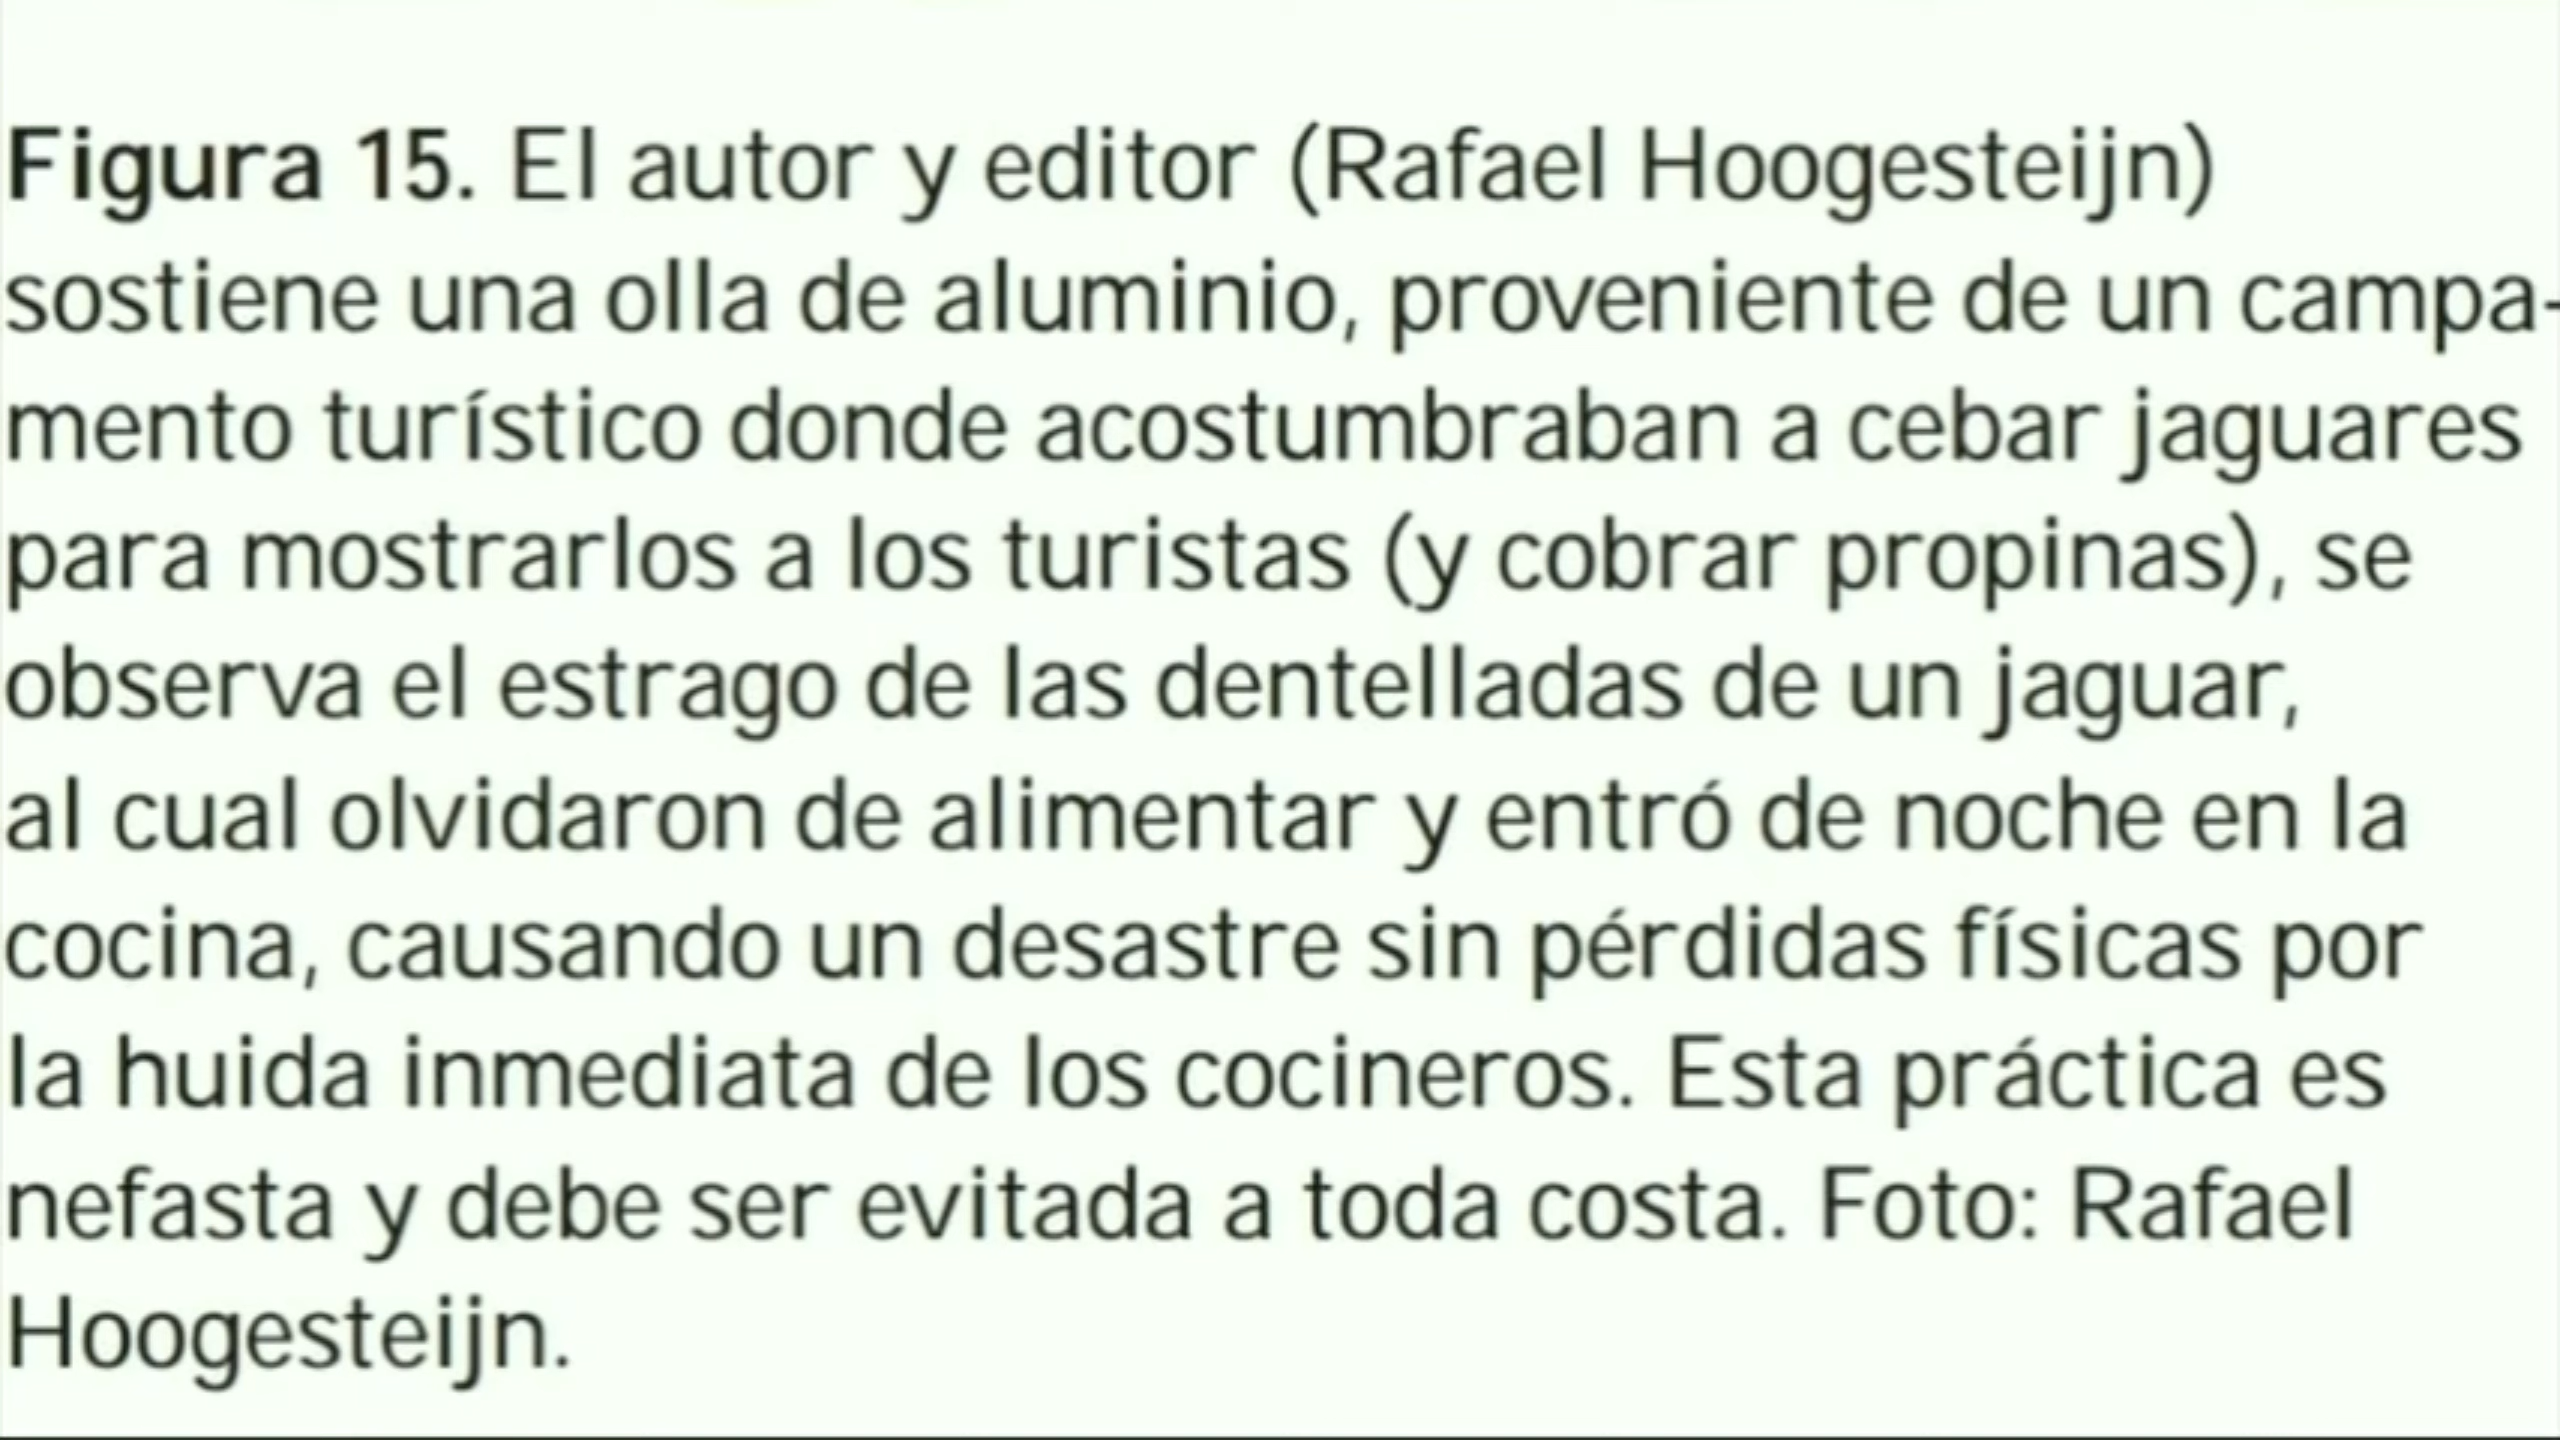 Figura 15. El autor y editor (Rafael Hoogesteijn)
sostiene una olla de aluminio, proveniente de un campa-
mento turístico donde acostumbraban a cebar jaguares
para mostrarlos a los turistas (y cobrar propinas), se
observa el estrago de las dentelladas de un jaguar,
al cual olvidaron de alimentar y entró de noche en la
cocina, causando un desastre sin pérdidas físicas por
la huida inmediata de los cocineros. Esta práctica es
nefasta y debe ser evitada a toda costa. Foto: Rafael
Hoogesteijn.